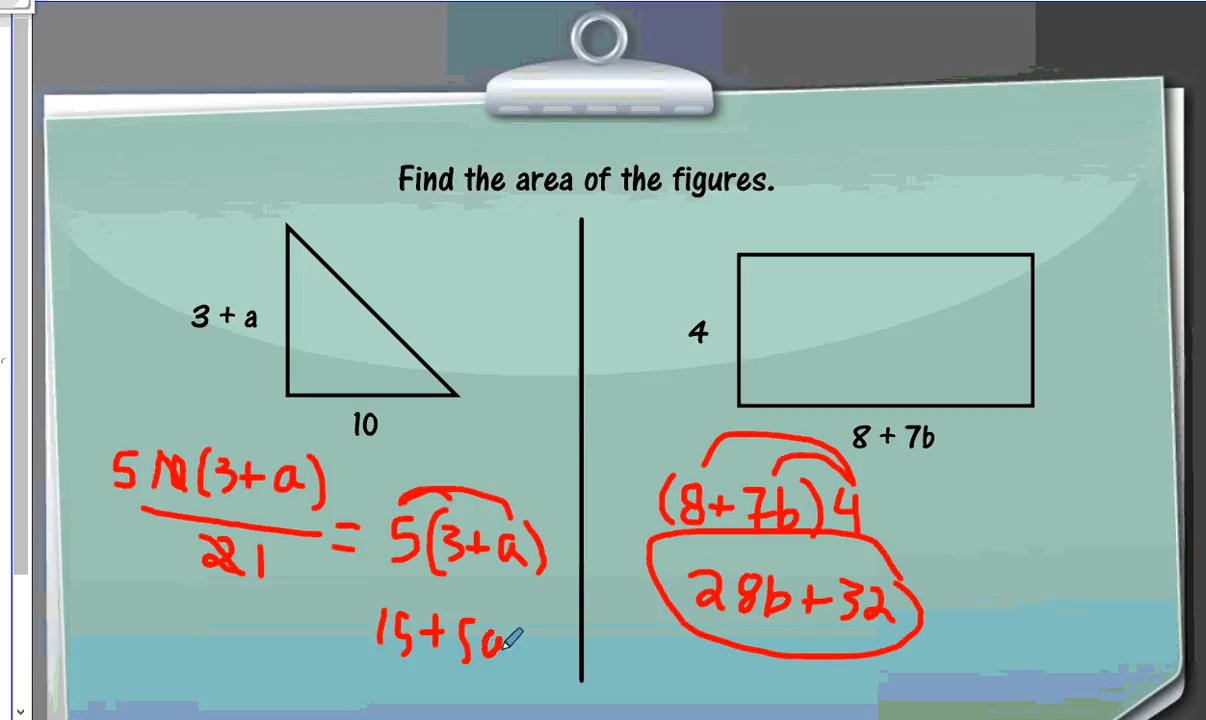 Find the area of the figures.
3 + a
10
5 10(3+a)
21
= 5(3+a)
15+5a
4
8 + 7b
(8+7b)4
28b+32